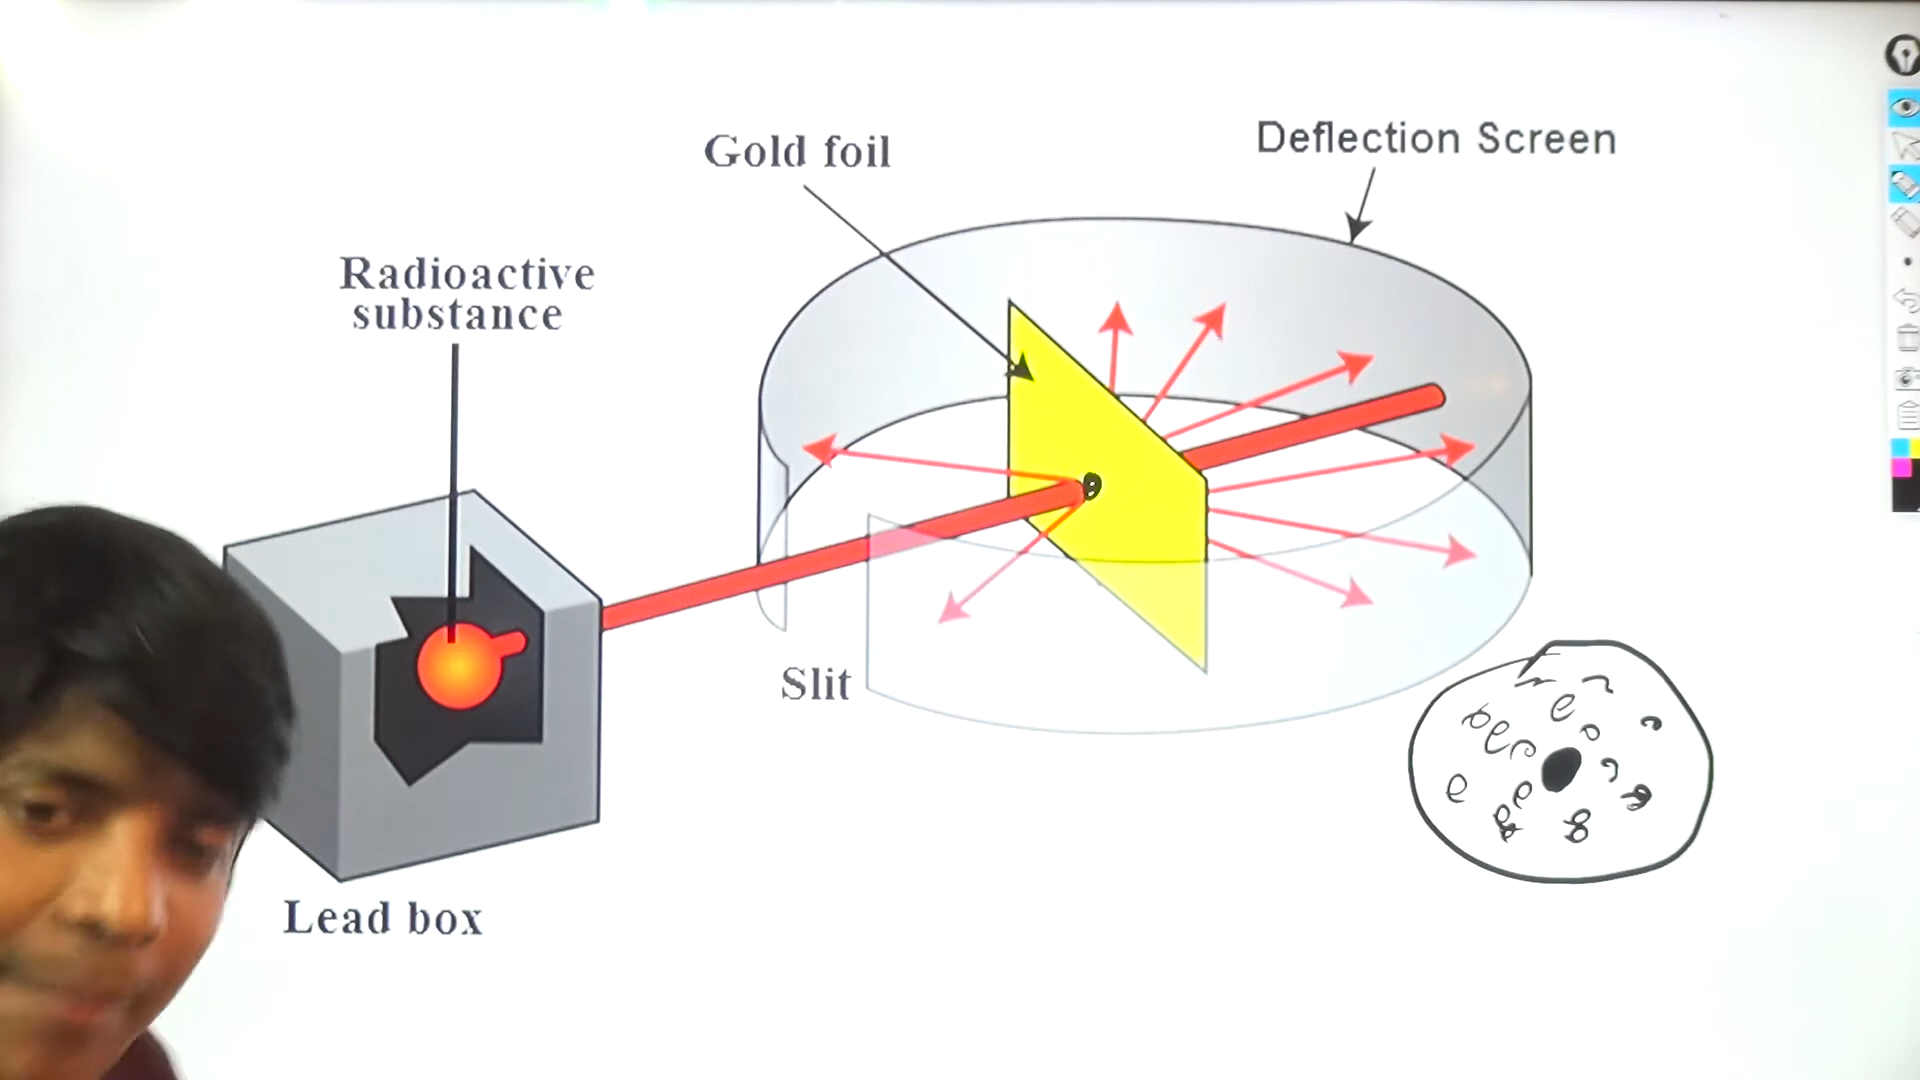 Gold foil
Deflection Screen
Radioactive
substance
Slit
Lead box